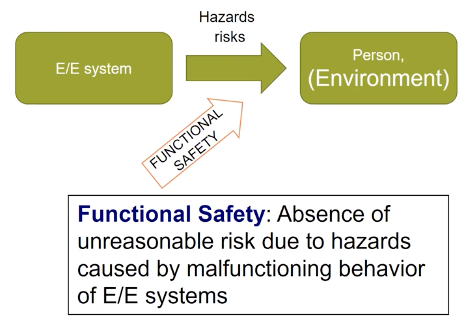 Hazards
risks
E/E system
Person,
(Environment)
FUNCTIONAL
SAFETY
Functional Safety: Absence of
unreasonable risk due to hazards
caused by malfunctioning behavior
of E/E systems